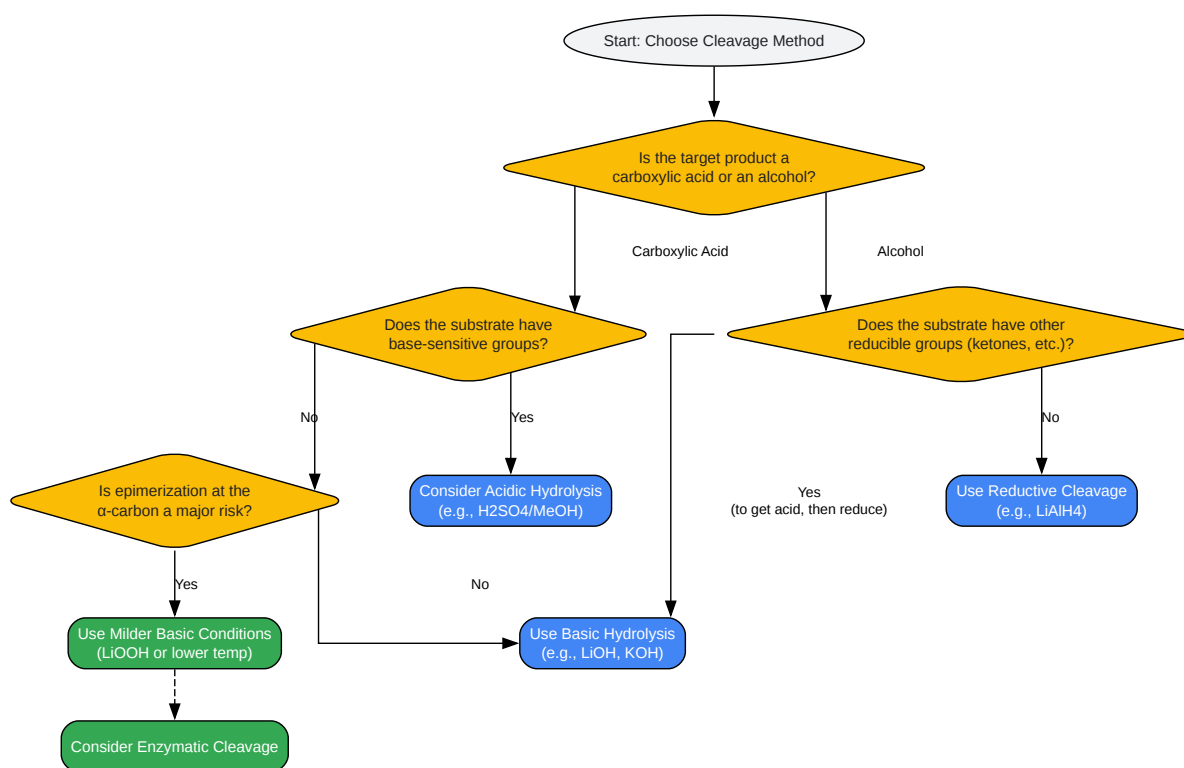 Start: Choose Cleavage Method
Is the target product a
carboxylic acid or an alcohol?
Carboxylic Acid
Alcohol
Does the substrate have
base-sensitive groups?
Does the substrate have other
reducible groups (ketones, etc.)?
No
Yes
No
Is epimerization at the
α-carbon a major risk?
Consider Acidic Hydrolysis
(e.g., H2SO4/MeOH)
Yes
(to get acid, then reduce)
Use Reductive Cleavage
(e.g., LiAlH4)
Yes
No
Use Milder Basic Conditions
(LiOOH or lower temp)
Use Basic Hydrolysis
(e.g., LiOH, KOH)
Consider Enzymatic Cleavage